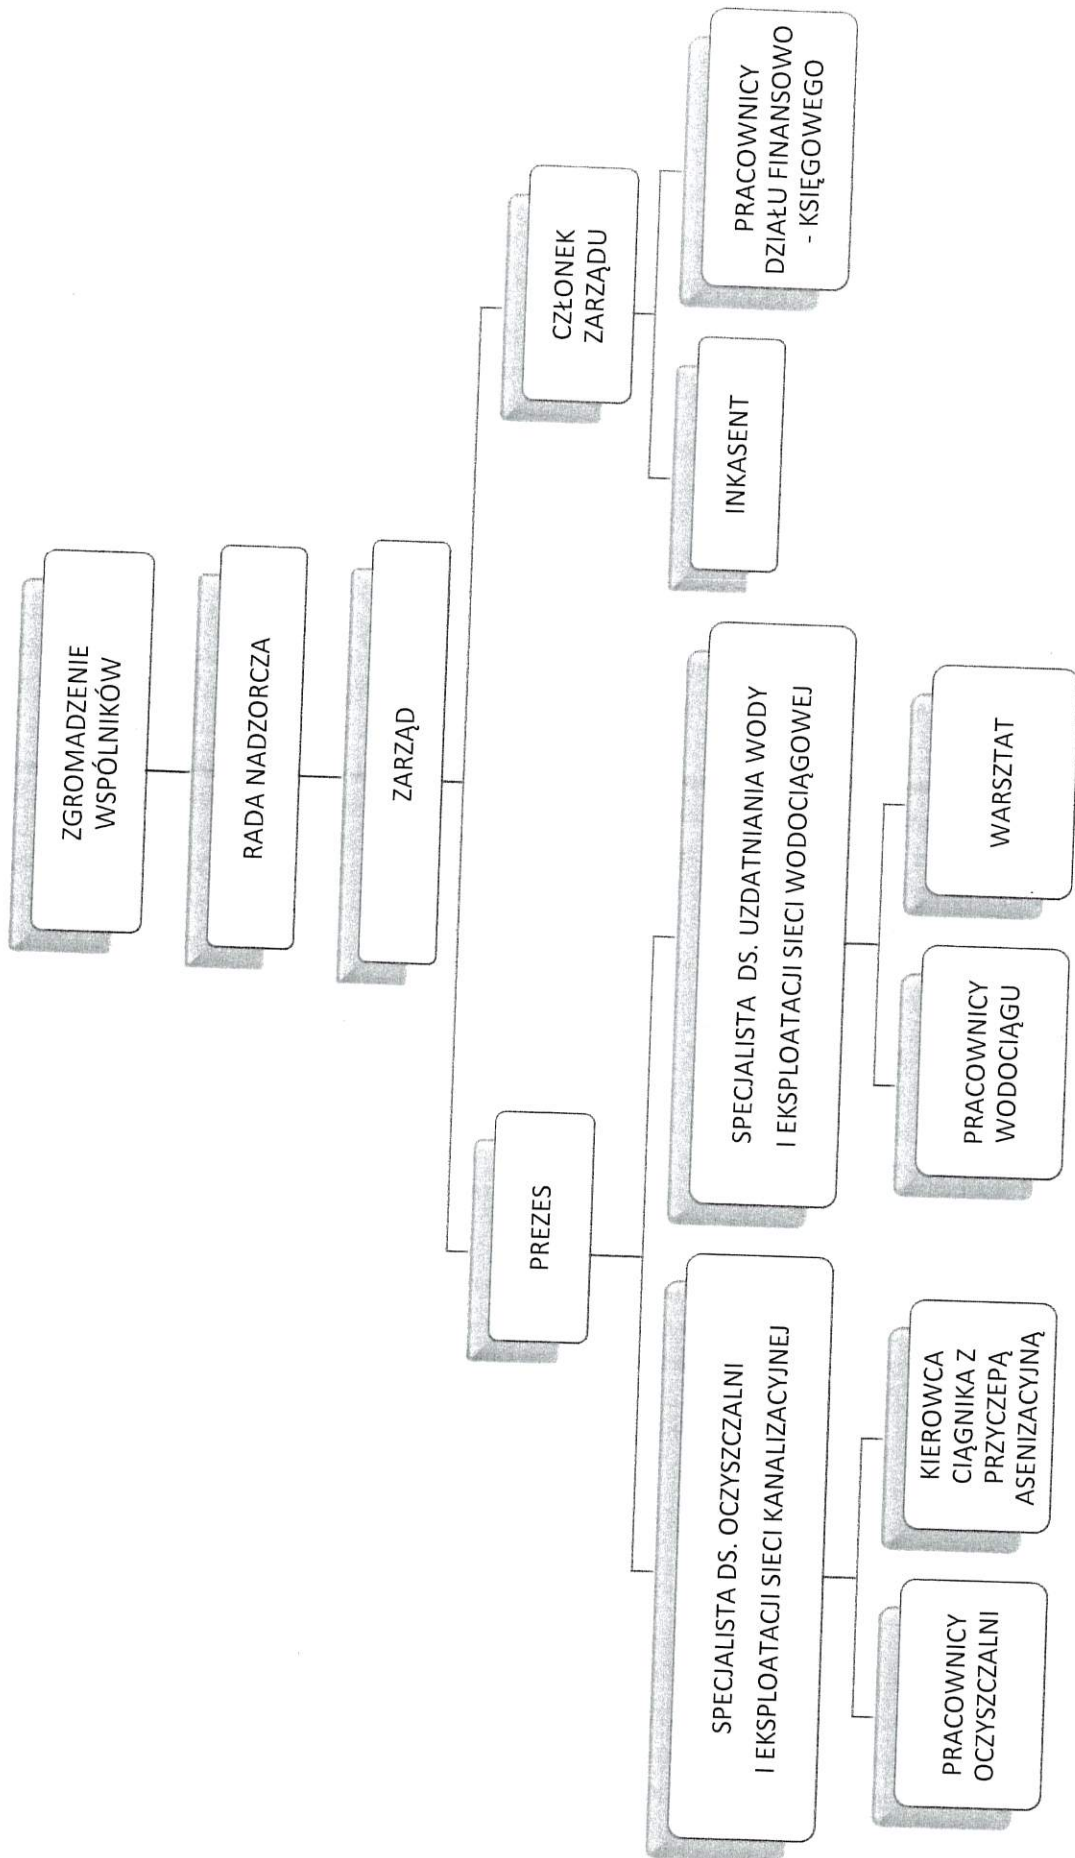 ZGROMADZENIE
WSPÓLNIKÓW
RADA NADZORCZA
ZARZĄD
PREZES
CZŁONEK
ZARZĄDU
SPECJALISTA DS. OCZYSZCZALNI
I EKSPLOATACJI SIECI KANALIZACYJNEJ
SPECJALISTA DS. UZDATNIANIA WODY
I EKSPLOATACJI SIECI WODOCIĄGOWEJ
INKASENT
PRACOWNICY
DZIAŁU FINANSOWO
- KSIĘGOWEGO
PRACOWNICY
OCZYSZCZALNI
KIEROWCA
CIĄGNIKA Z
PRZYCZEPĄ
ASENIZACYJNĄ
PRACOWNICY
WODOCIĄGU
WARSZTAT